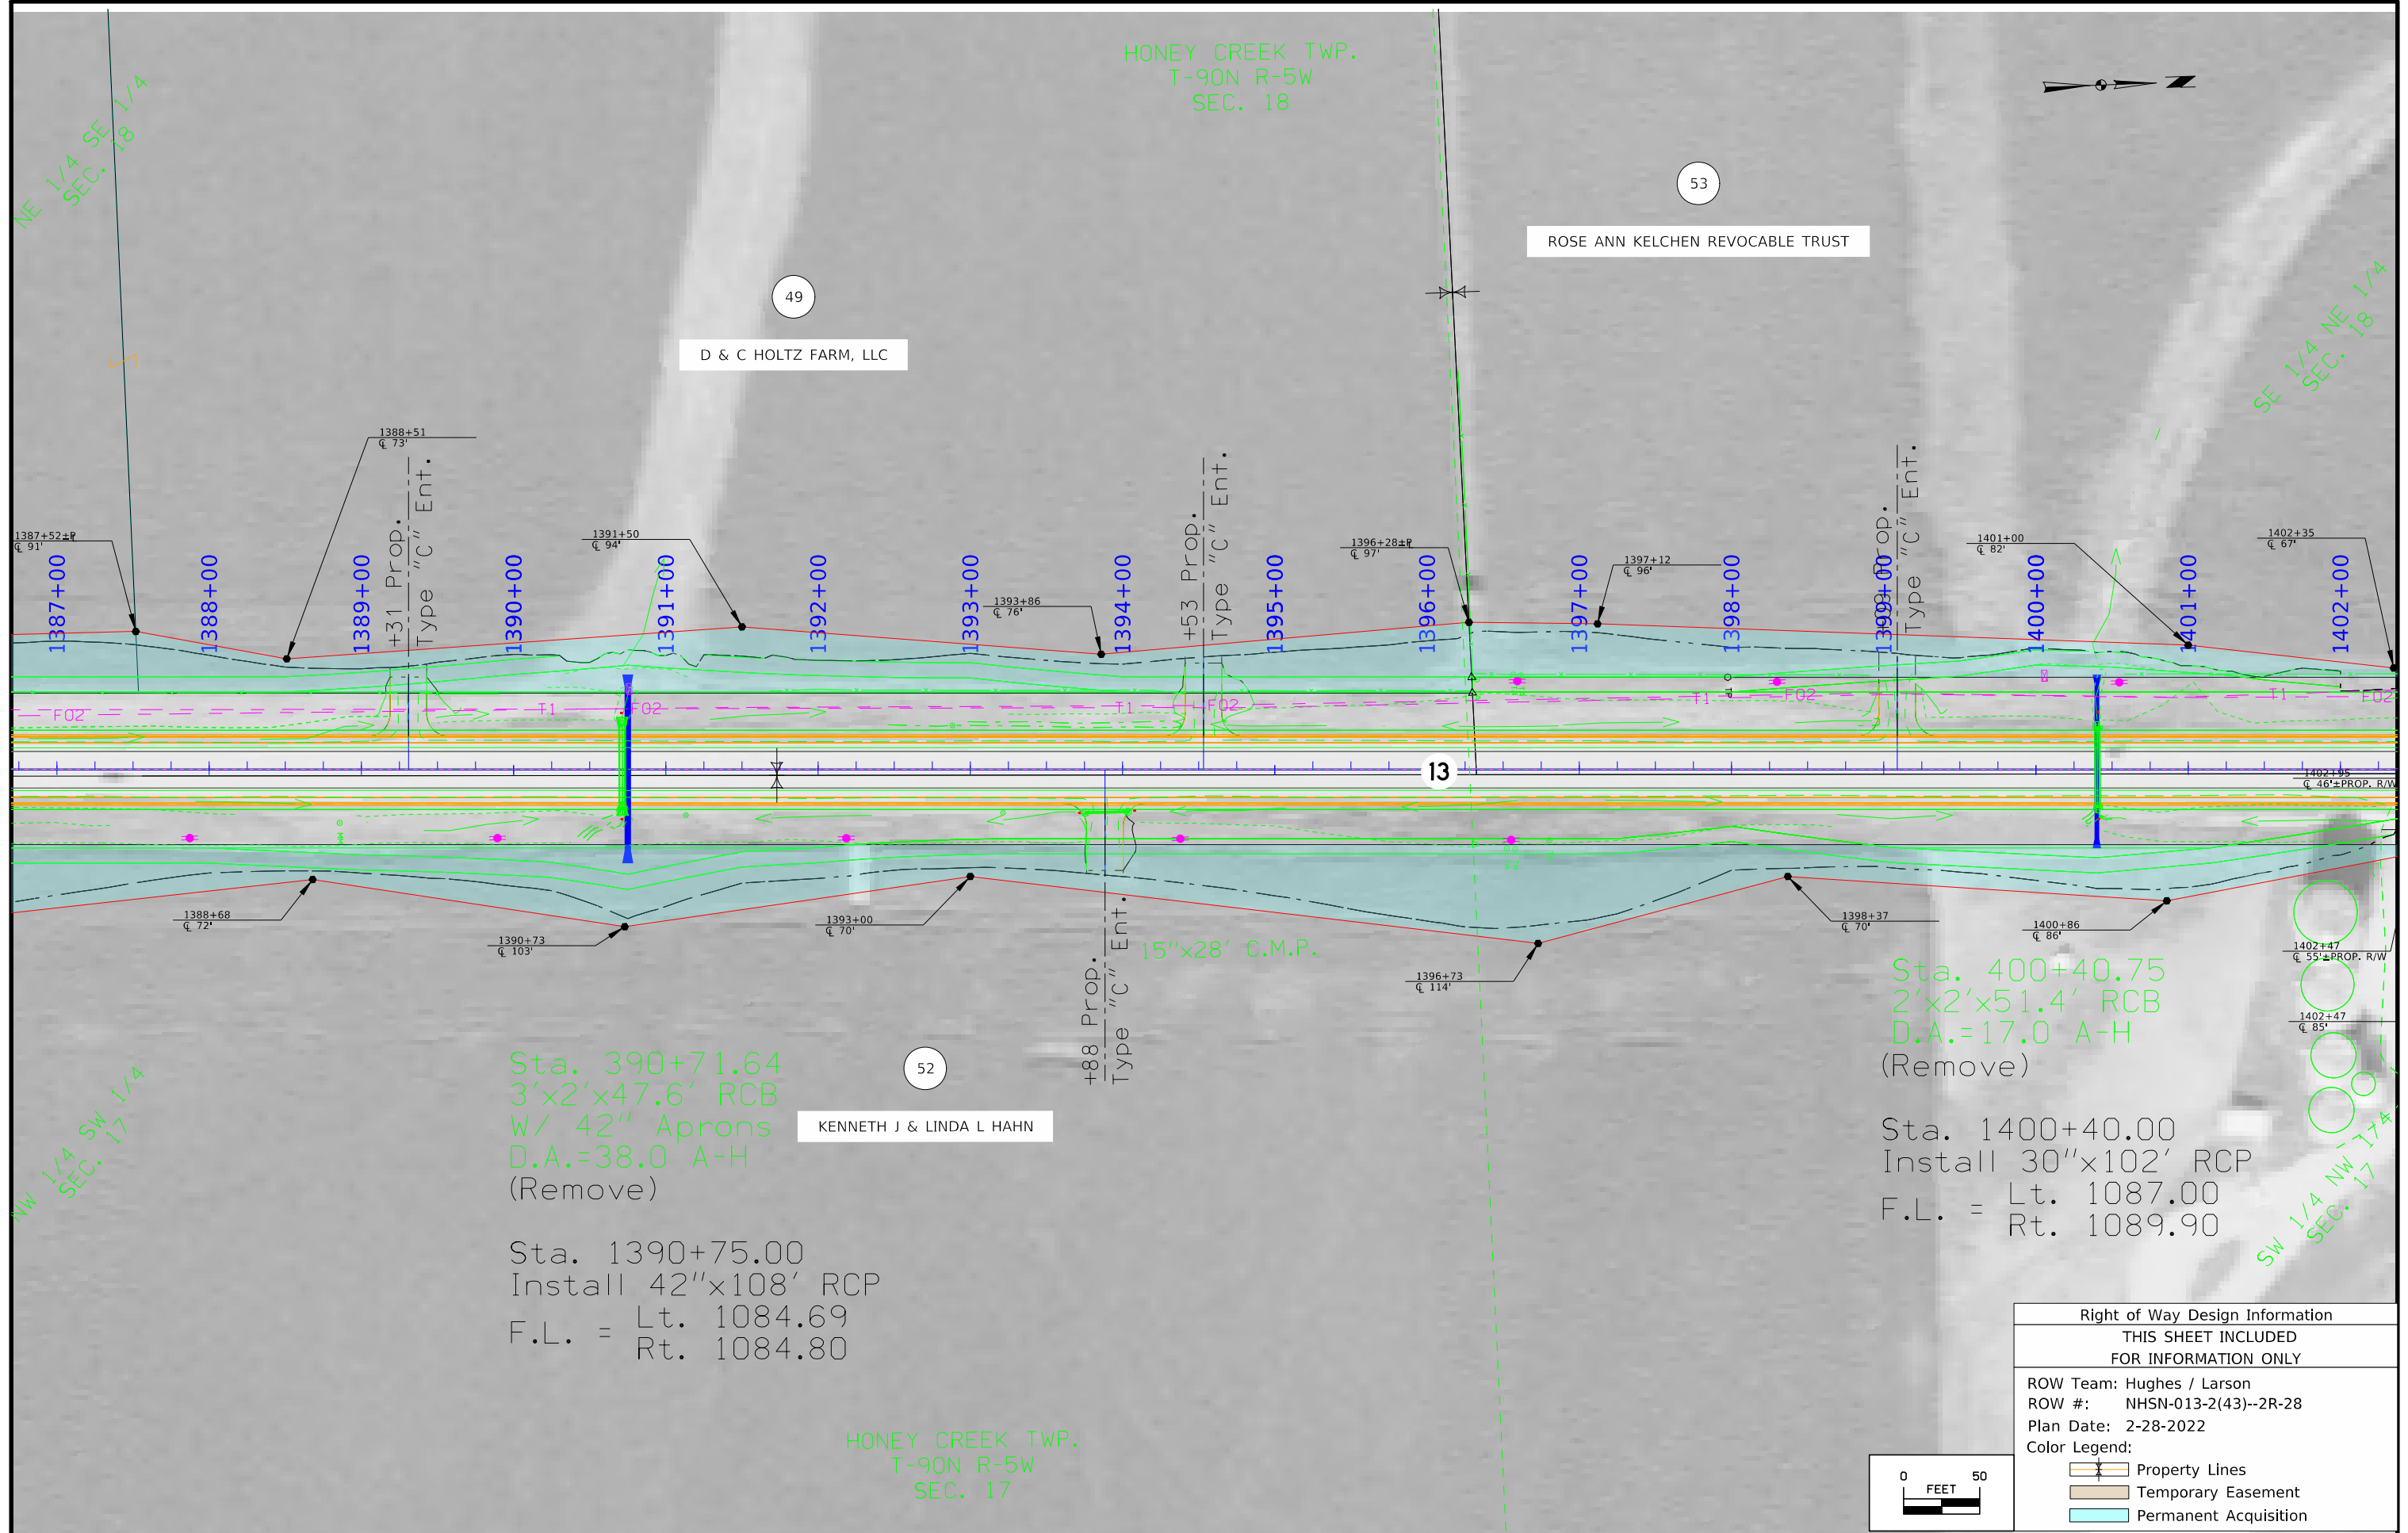 HONEY CREEK TWP.
T-90N R-5W
SEC. 18
NE 1/4 SE 1/4
SEC. 18
53
ROSE ANN KELCHEN REVOCABLE TRUST
49
D & C HOLTZ FARM, LLC
SE 1/4 NE 1/4
SEC. 18
1388+51
℄ 73'
1387+52±℄
℄ 91'
1391+50
℄ 94'
1393+86
℄ 76'
1396+28±℄
℄ 97'
1397+12
℄ 96'
1401+00
℄ 82'
1402+35
℄ 67'
+31 Prop.
Type "C" Ent.
+53 Prop.
Type "C" Ent.
Prop.
Type "C" Ent.
1387+00
1388+00
1389+00
1390+00
1391+00
1392+00
1393+00
1394+00
1395+00
1396+00
1397+00
1398+00
1399+00
1400+00
1401+00
1402+00
FO2
T1
FO2
T1
FO2
T1
FO2
T1
FO2
13
1402+95
℄ 46'±PROP. R/W
1388+68
℄ 72'
1390+73
℄ 103'
1393+00
℄ 70'
+88 Prop.
Type "C" Ent.
15"x28' C.M.P.
1396+73
℄ 114'
1398+37
℄ 70'
1400+86
℄ 86'
1402+47
℄ 55'±PROP. R/W
1402+47
℄ 85'
Sta. 390+71.64
3'x2'x47.6' RCB
W/ 42" Aprons
D.A.=38.0 A-H
(Remove)
Sta. 1390+75.00
Install 42"x108' RCP
F.L. = Lt. 1084.69
Rt. 1084.80
52
KENNETH J & LINDA L HAHN
Sta. 400+40.75
2'x2'x51.4' RCB
D.A.=17.0 A-H
(Remove)
Sta. 1400+40.00
Install 30"x102' RCP
F.L. = Lt. 1087.00
Rt. 1089.90
NW 1/4 SW 1/4
SEC. 17
SW 1/4 NW 1/4
SEC. 17
HONEY CREEK TWP.
T-90N R-5W
SEC. 17
0 50
FEET
Right of Way Design Information
THIS SHEET INCLUDED
FOR INFORMATION ONLY
ROW Team: Hughes / Larson
ROW #: NHSN-013-2(43)--2R-28
Plan Date: 2-28-2022
Color Legend:
Property Lines
Temporary Easement
Permanent Acquisition